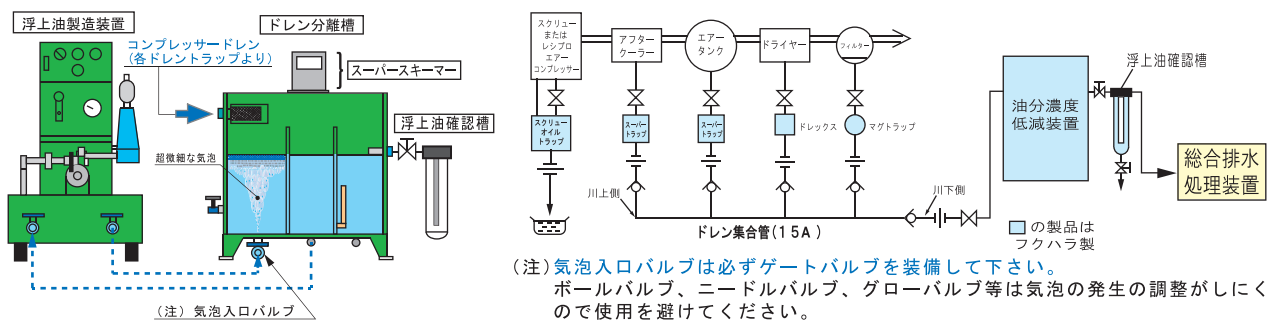 浮上油製造装置
コンプレッサードレン
(各ドレントラップより)
ドレン分離槽
スーパースキーマー
浮上油確認槽
超微細な気泡
(注) 気泡入口バルブ
スクリュー
または
レシプロ
エアー
コンプレッサー
アフター
クーラー
エアー
タンク
ドライヤー
フィルター
スクリュー
オイル
トラップ
スーパー
トラップ
スーパー
トラップ
ドレックス
マグトラップ
川上側
ドレン集合管(15A)
川下側
油分濃度
低減装置
浮上油確認槽
総合排水
処理装置
の製品は
フクハラ製
(注)気泡入口バルブは必ずゲートバルブを装備して下さい。
ボールバルブ、ニードルバルブ、グローバルブ等は気泡の発生の調整がしにく
ので使用を避けてください。